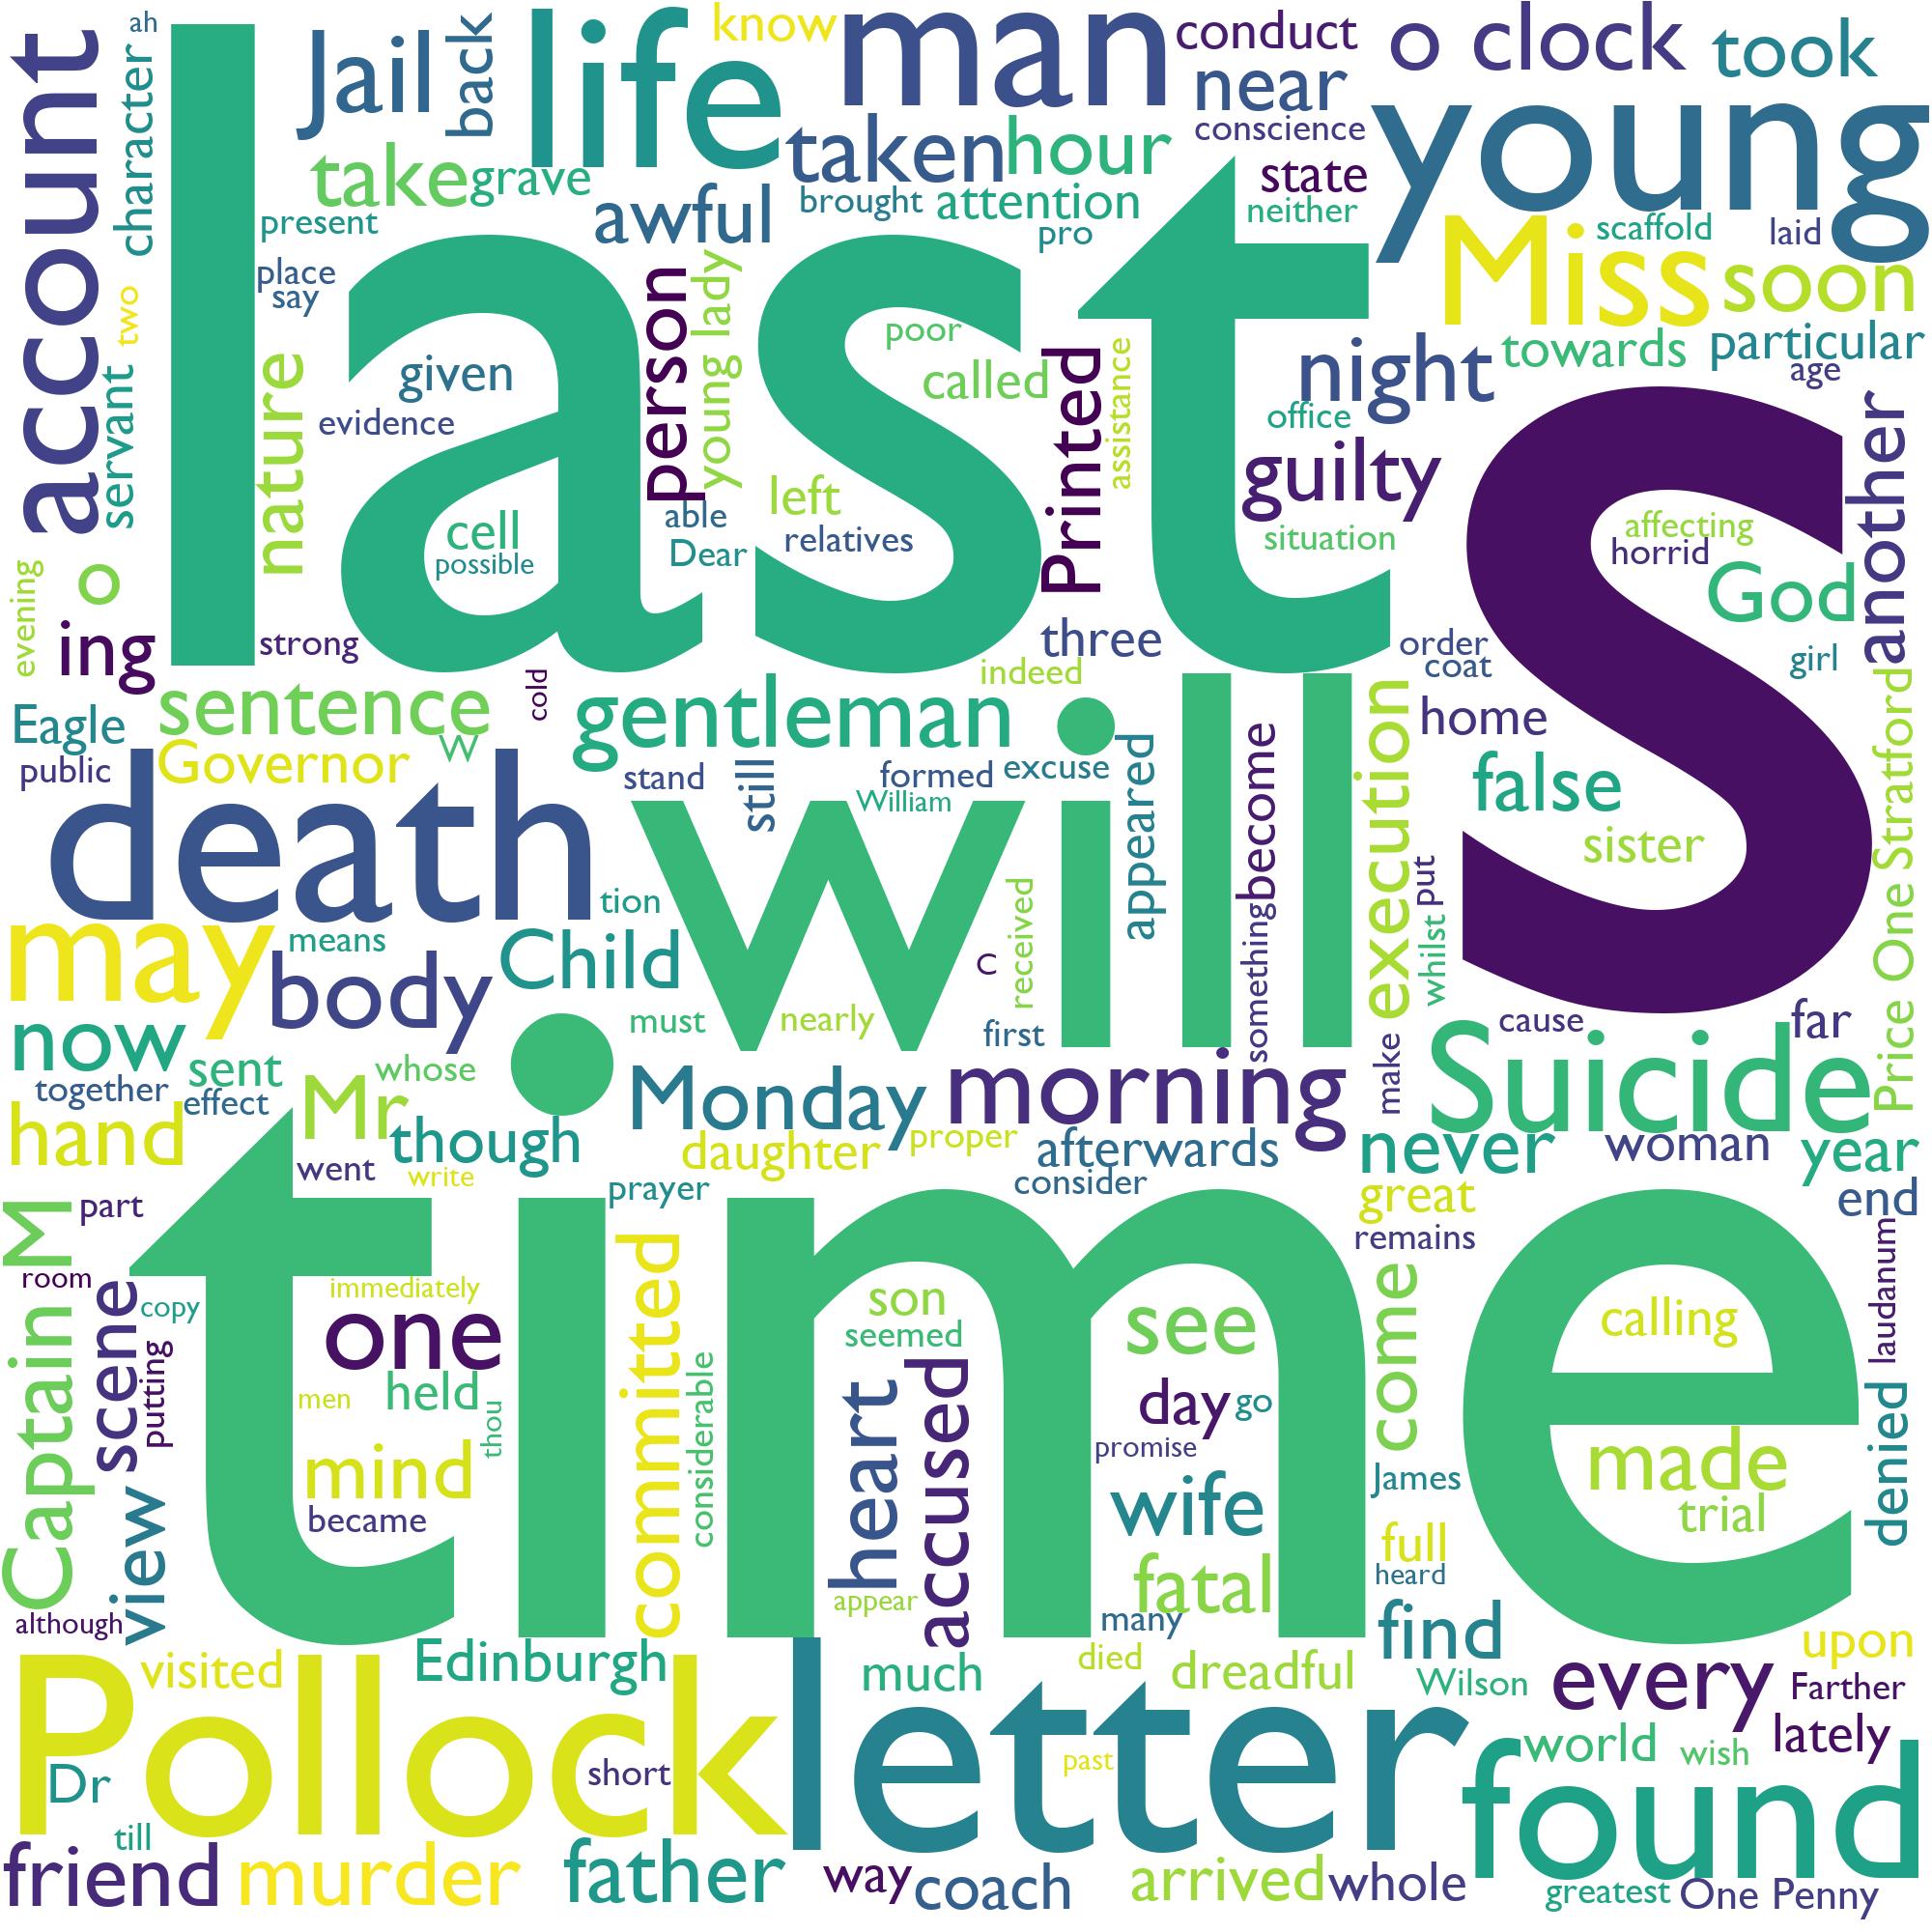 ah
know
man
conduct
o clock
took
account
character
Jail
back
life
near
young
taken
hour
conscience
take
grave
state
awful
brought
attention
neither
present
pro
Miss
scaffold
laid
soon
place
say
person
young lady
two
servant
nature
given
evidence
last
poor
called
Printed
assistance
night
towards
particular
age
office
guilty
another
left
able
Dear
relatives
cell
possible
situation
S
affecting
horrid
God
evening
o
ing
strong
three
indeed
order
coat
girl
sentence
cold
gentleman
home
Eagle
Governor
W
public
stand
still
formed
excuse
William
appeared
become
something
execution
false
sister
Price One Stratford
death
tion
will
whilst
put
may
means
body
Child
C
received
now
must
nearly
first
cause
far
sent
together
effect
Mr
whose
Monday
morning
make
Suicide
hand
though
daughter
proper
afterwards
never
woman
year
went
write
prayer
consider
great
end
Captain M
part
remains
room
view
scene
copy
putting
time
immediately
one
held
men
thou
committed
considerable
son
seemed
see
come
calling
laudanum
mind
became
heart
accused
day
go
promise
wife
James
made
trial
denied
full
heard
fatal
appear
many
although
find
upon
Pollock
visited
Edinburgh
letter
much
died
dreadful
Wilson
every
Farther
world
wish
lately
Dr
short
past
found
till
friend
murder
father
way
coach
arrived
whole
greatest
One Penny